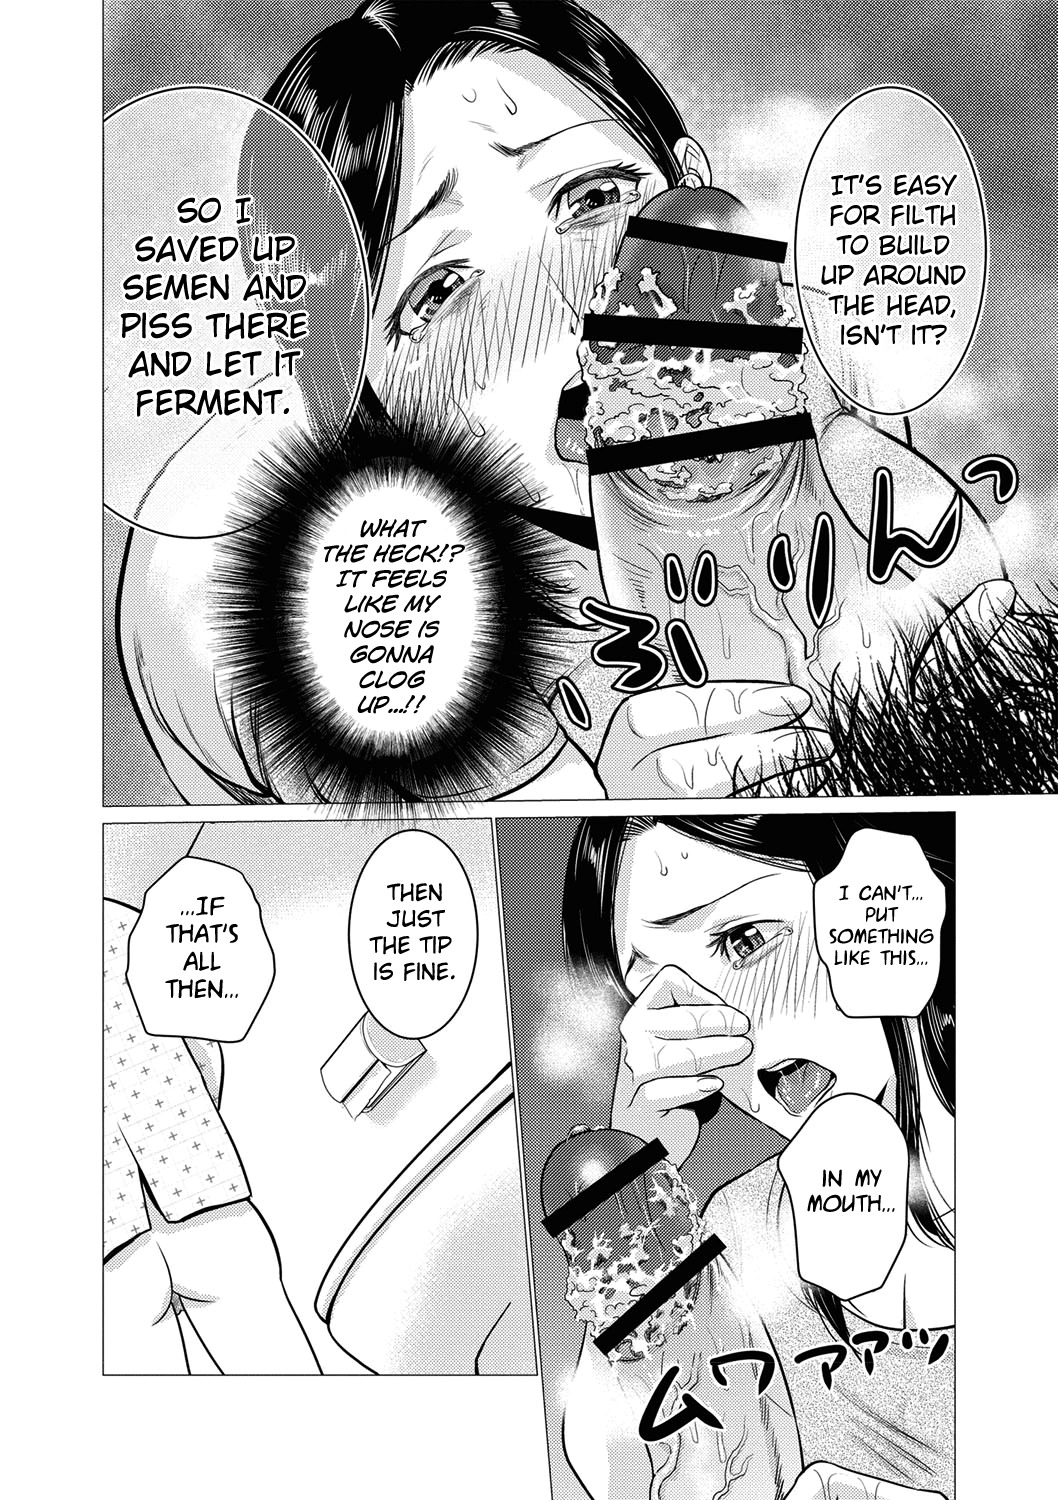 IT'S EASY
FOR FILTH
TO BUILD
UP AROUND
THE HEAD,
ISN'T IT?
SO I
SAVED UP
SEMEN AND
PISS THERE
AND LET IT
FERMENT.
WHAT
THE HECK!?
IT FEELS
LIKE MY
NOSE IS
GONNA
CLOG
UP...!!
ぶりんっ
I CAN'T...
PUT
SOMETHING
LIKE THIS...
IN MY
MOUTH...
ムワァァッ
THEN
JUST
THE TIP
IS FINE.
...IF
THAT'S
ALL
THEN...